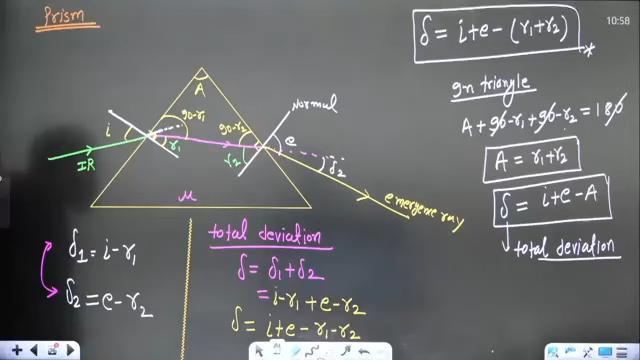 Prism
10:58
δ = i+e-(r₁+r₂)
*
In triangle
A + 90-r₁ + 90-r₂ = 180
A = r₁+r₂
δ = i+e-A
total deviation
A
Normal
90-r₁
90-r₂
i
r₁
r₂
e
δ₂
IR
μ
emergence ray
δ₁ = i-r₁
δ₂ = e-r₂
total deviation
δ = δ₁+δ₂
= i-r₁+e-r₂
δ = i+e-r₁-r₂